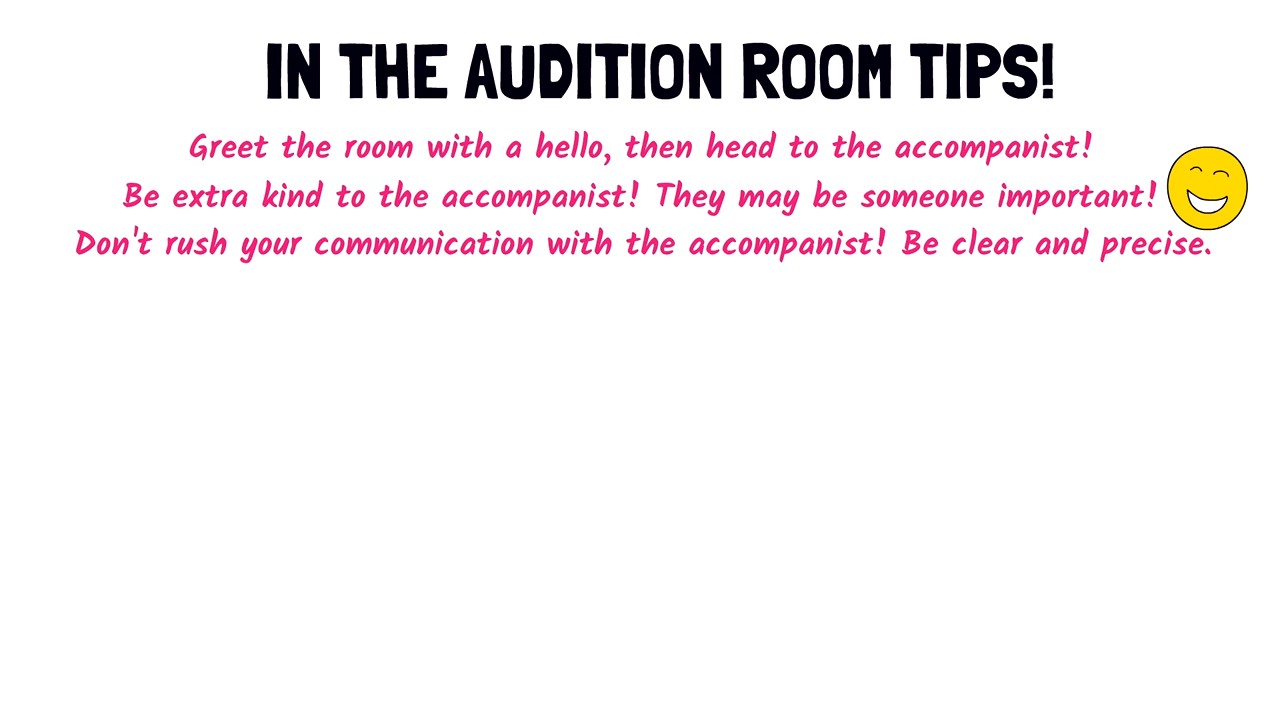 IN THE AUDITION ROOM TIPS!
Greet the room with a hello, then head to the accompanist!
Be extra kind to the accompanist! They may be someone important!
Don't rush your communication with the accompanist! Be clear and precise.